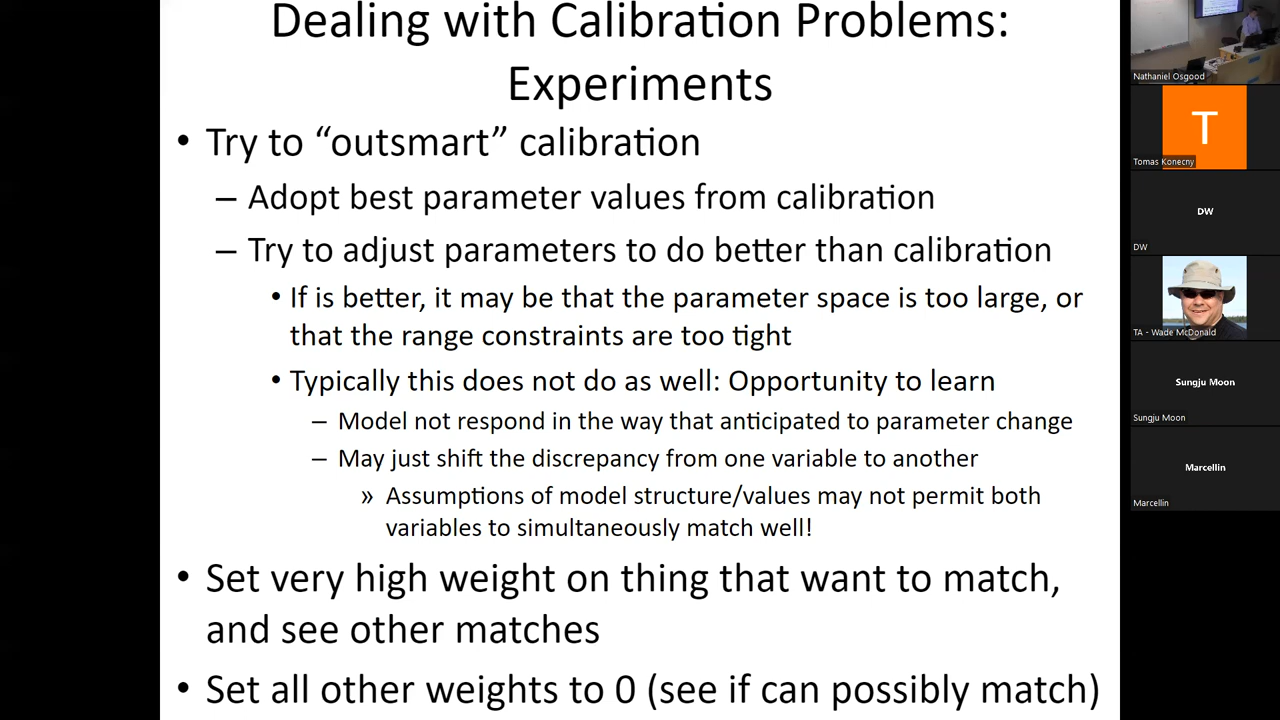 Dealing with Calibration Problems:
Experiments
• Try to “outsmart” calibration
– Adopt best parameter values from calibration
– Try to adjust parameters to do better than calibration
• If is better, it may be that the parameter space is too large, or
that the range constraints are too tight
• Typically this does not do as well: Opportunity to learn
– Model not respond in the way that anticipated to parameter change
– May just shift the discrepancy from one variable to another
» Assumptions of model structure/values may not permit both
variables to simultaneously match well!
• Set very high weight on thing that want to match,
and see other matches
• Set all other weights to 0 (see if can possibly match)
Nathaniel Osgood
T
Tomas Konecny
DW
DW
TA - Wade McDonald
Sungju Moon
Sungju Moon
Marcellin
Marcellin